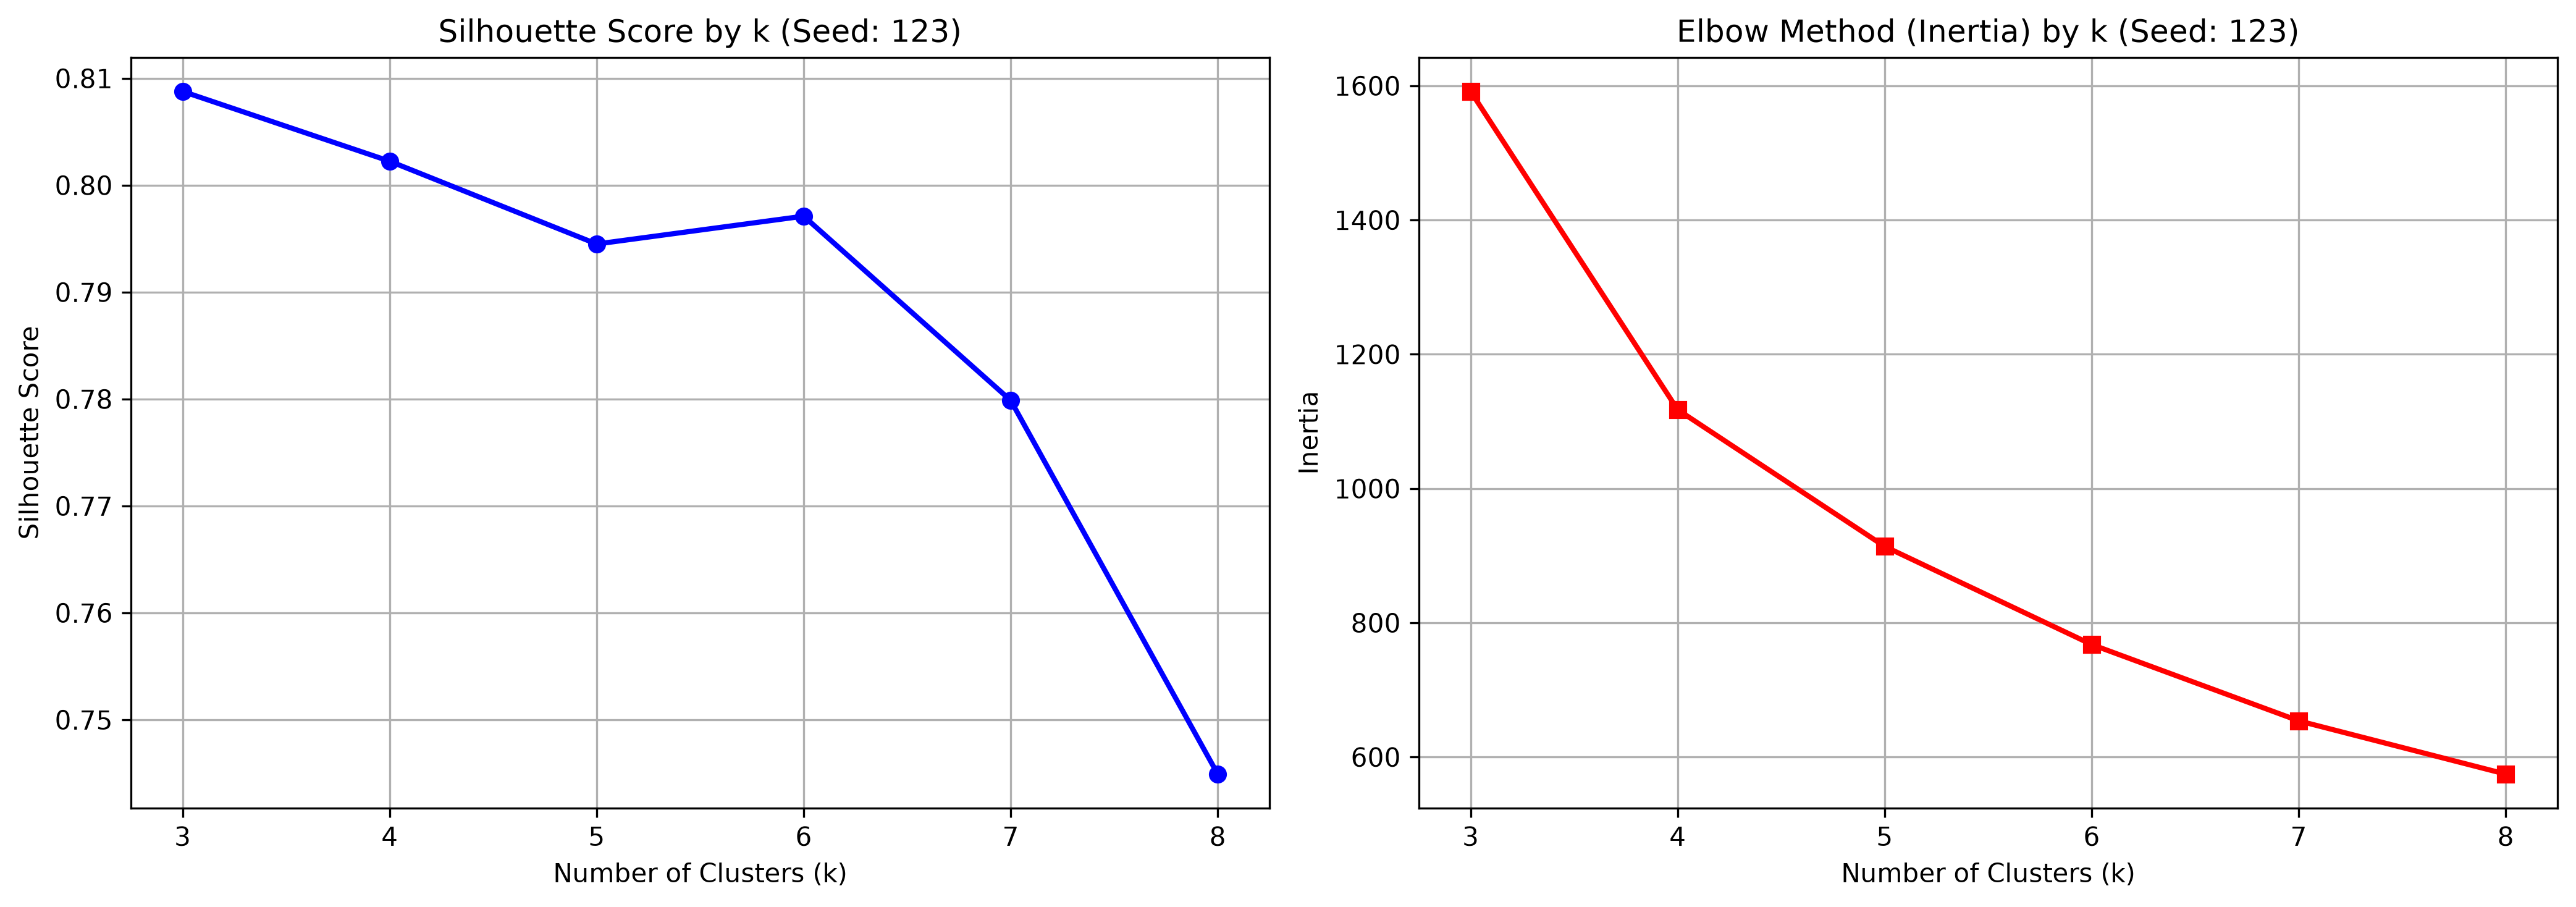 Silhouette Score by k (Seed: 123)
Silhouette Score
0.81
0.80
0.79
0.78
0.77
0.76
0.75
3 4 5 6 7 8
Number of Clusters (k)
Elbow Method (Inertia) by k (Seed: 123)
Inertia
1600
1400
1200
1000
800
600
3 4 5 6 7 8
Number of Clusters (k)